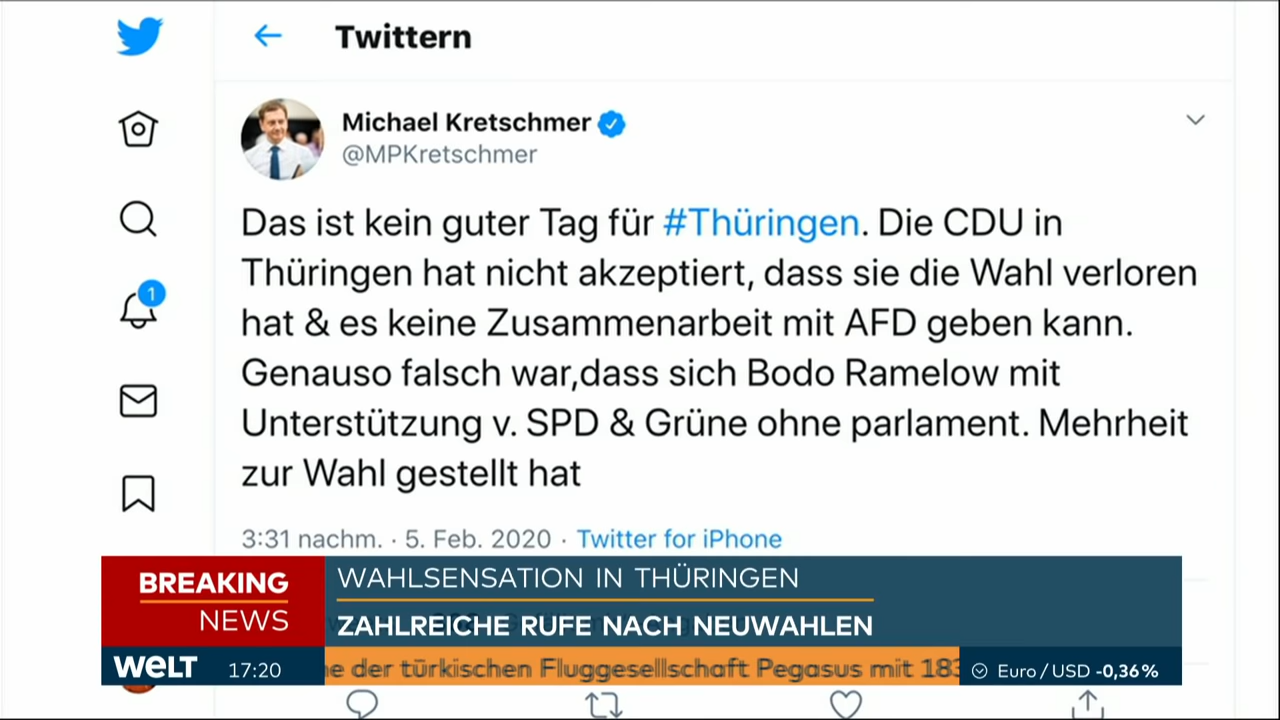 Twittern
Michael Kretschmer
@MPKretschmer
Das ist kein guter Tag für #Thüringen. Die CDU in
Thüringen hat nicht akzeptiert, dass sie die Wahl verloren
1
hat & es keine Zusammenarbeit mit AFD geben kann.
Genauso falsch war,dass sich Bodo Ramelow mit
Unterstützung v. SPD & Grüne ohne parlament. Mehrheit
zur Wahl gestellt hat
3:31 nachm. · 5. Feb. 2020 · Twitter for iPhone
BREAKING
NEWS
WAHLSENSATION IN THÜRINGEN
ZAHLREICHE RUFE NACH NEUWAHLEN
WELT 17:20
der türkischen Fluggesellschaft Pegasus mit
Euro / USD -0,36 %